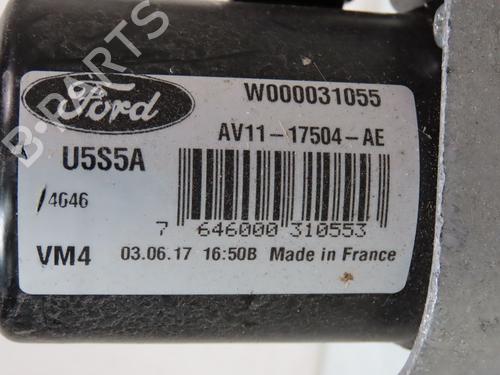 B-PARTS
Ford
W000031055
AV11-17504-AE
U5S5A
/4646
7 646000 310553
VM4 03.06.17 16:50B Made in France